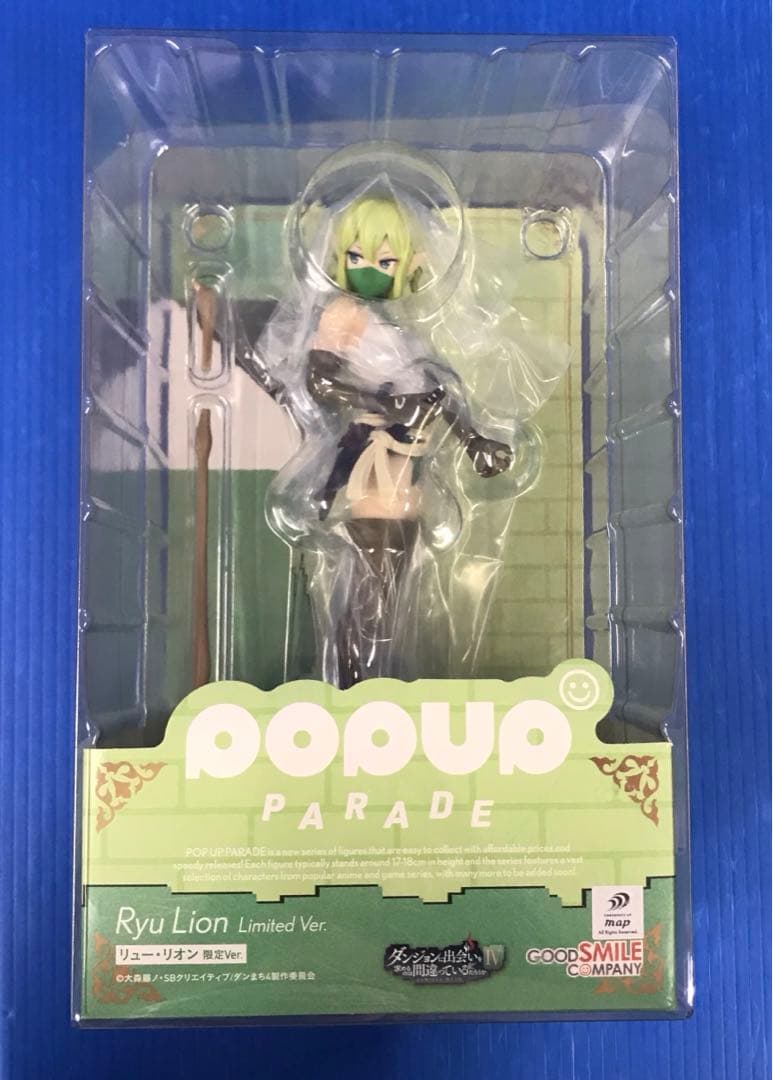 POPUP
PARADE
POP UP PARADE is a new series of figures that are easy to collect with affordable prices and
speedy releases! Each figure typically stands around 17-18cm in height and the series features a vast
selection of characters from popular anime and game series, with many more to be added soon!
Ryu Lion Limited Ver.
リュー・リオン 限定Ver.
©大森藤ノ・SBクリエイティブ/ダンまち4製作委員会
ダンジョンに出会いを
求めるのは間違っているだろうか
IV
map
All Rights Reserved.
GOOD SMILE
COMPANY